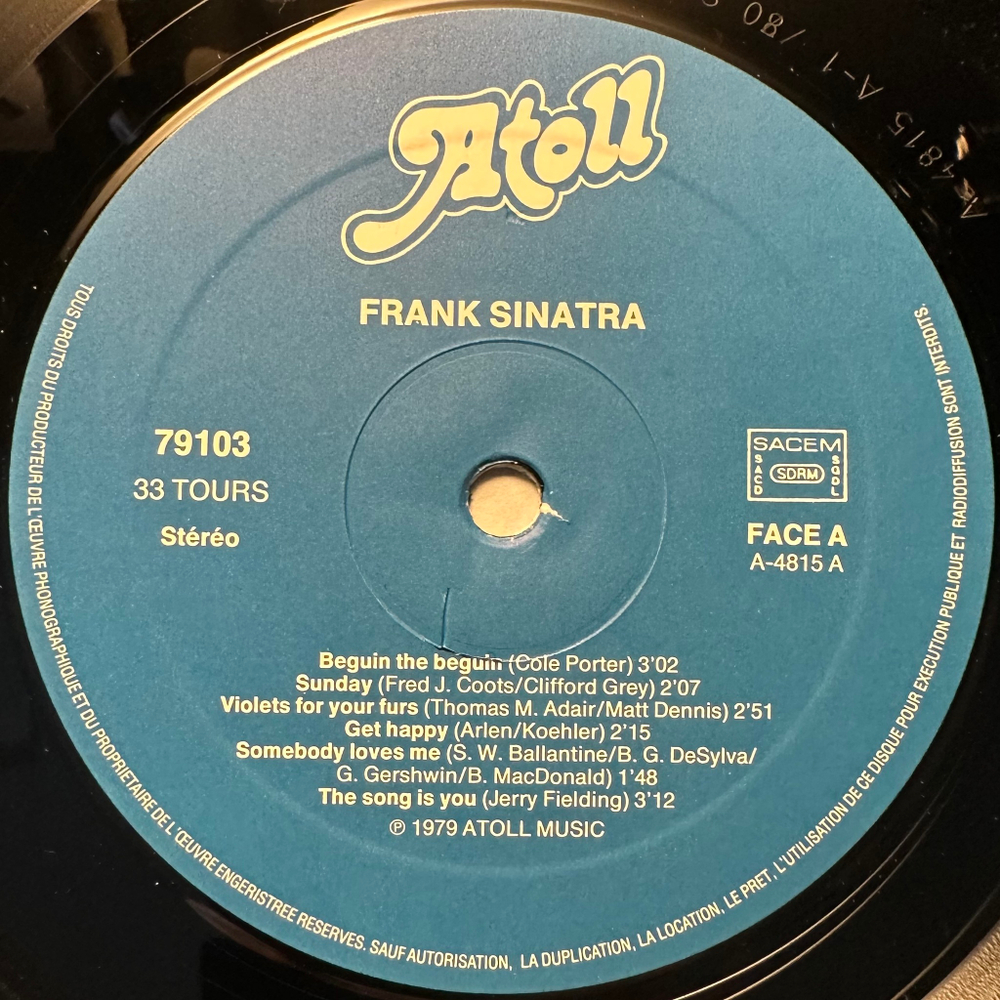 Atoll
FRANK SINATRA
79103
33 TOURS
Stéréo
SACEM
SACD
SDRM
SGDL
FACE A
A-4815 A
Beguin the beguin (Cole Porter) 3'02
Sunday (Fred J. Coots/Clifford Grey) 2'07
Violets for your furs (Thomas M. Adair/Matt Dennis) 2'51
Get happy (Arlen/Koehler) 2'15
Somebody loves me (S. W. Ballantine/B. G. DeSylva/
G. Gershwin/B. MacDonald) 1'48
The song is you (Jerry Fielding) 3'12
℗ 1979 ATOLL MUSIC
TOUS DROITS DU PRODUCTEUR DE L'ŒUVRE PHONOGRAPHIQUE ET DU PROPRIETAIRE DE L'ŒUVRE ENGERISTREE RESERVES. SAUF AUTORISATION, LA DUPLICATION, LA LOCATION, LE PRET, L'UTILISATION DE CE DISQUE POUR EXECUTION PUBLIQUE ET RADIODIFFUSION SONT INTERDITS.
4815 A-1 /80